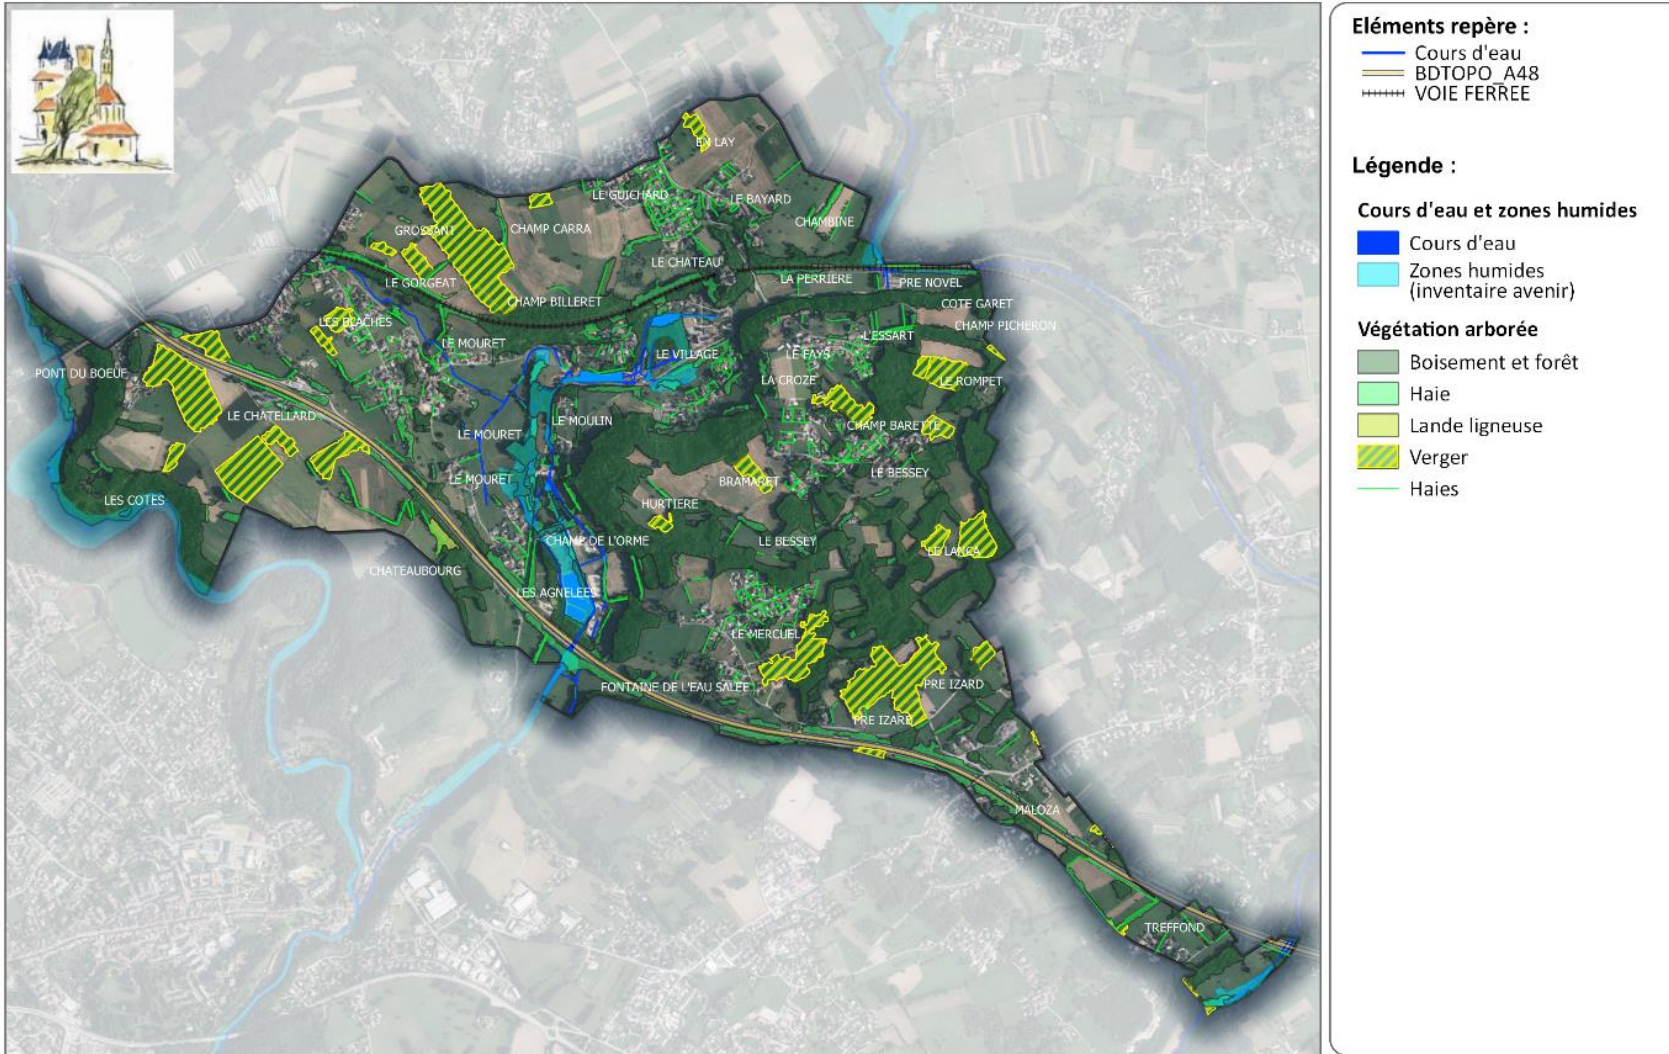 Eléments repère :
Cours d'eau
BDTOPO_A48
VOIE FERREE
Légende :
Cours d'eau et zones humides
Cours d'eau
Zones humides
(inventaire avenir)
Végétation arborée
Boisement et forêt
Haie
Lande ligneuse
Verger
Haies
EN LAY
LE GUICHARD
LE BAYARD
CHAMBINE
GROSSANT
CHAMP CARRA
LE CHATEAU
LA PERRIERE
PRE NOVEL
LE GORGEAT
CHAMP BILLERET
COTE GARET
CHAMP PICHERON
LES BLACHES
LE MOURET
L'ESSART
LE VILLAGE
LE FAYS
PONT DU BOEUF
LA CROZE
LE ROMPET
LE CHATELLARD
LE MOURET
LE MOULIN
CHAMP BARETTE
LE MOURET
BRAMARET
LE BESSEY
LES COTES
HURTIERE
CHAMP DE L'ORME
LE BESSEY
LE LANCA
CHATEAUBOURG
LES AGNELEES
LE MERCUEL
FONTAINE DE L'EAU SALEE
PRE IZARD
PRE IZARD
MALOZA
TREFFOND